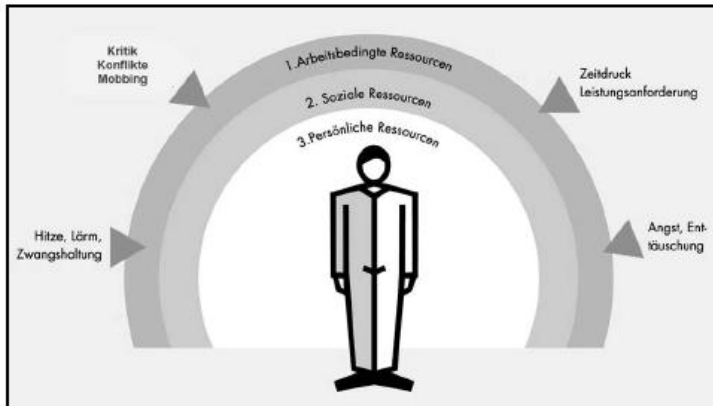 Kritik
Konflikte
Mobbing
1.Arbeitsbedingte Ressourcen
2. Soziale Ressourcen
3.Persönliche Ressourcen
Zeitdruck
Leistungsanforderung
Hitze, Lärm,
Zwangshaltung
Angst, Ent-
täuschung